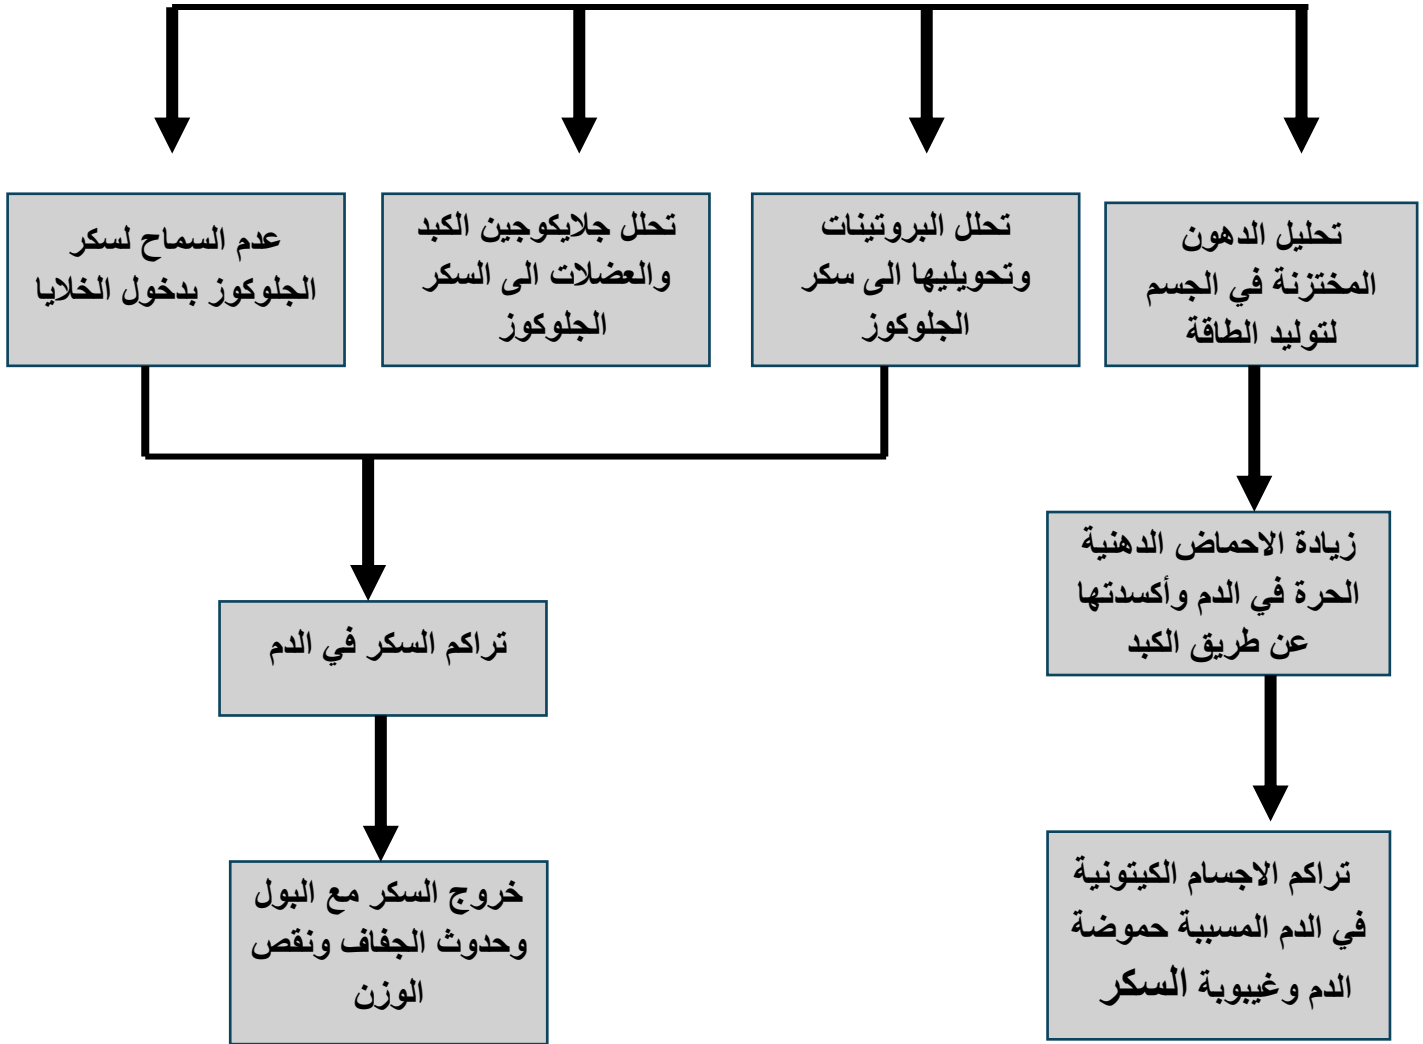 تحليل الدهون
المختزنة في الجسم
لتوليد الطاقة
تحلل البروتينات
وتحويليها الى سكر
الجلوكوز
تحلل جلايكوجين الكبد
والعضلات الى السكر
الجلوكوز
عدم السماح لسكر
الجلوكوز بدخول الخلايا
زيادة الاحماض الدهنية
الحرة في الدم وأكسدتها
عن طريق الكبد
تراكم السكر في الدم
تراكم الاجسام الكيتونية
في الدم المسببة حموضة
الدم وغيبوبة السكر
خروج السكر مع البول
وحدوث الجفاف ونقص
الوزن